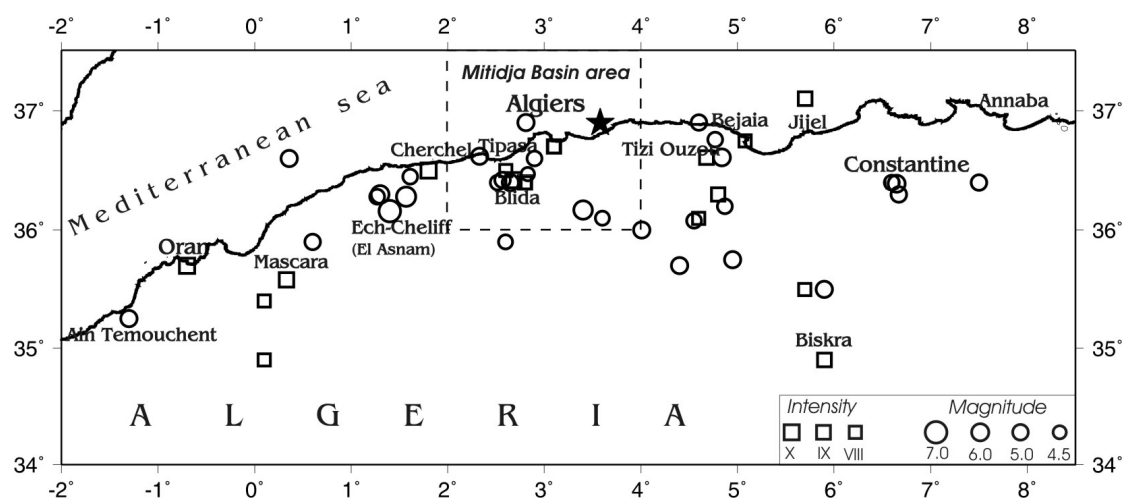 -2° -1° 0° 1° 2° 3° 4° 5° 6° 7° 8°
Mitidja Basin area
37° 37°
Algiers
Annaba
Bejaia
Jijel
Mediterranean sea
Cherchel
Tipasa
Tizi Ouzou
Constantine
Blida
36° 36°
Ech-Cheliff
(El Asnam)
Oran
Mascara
Ain Temouchent
Biskra
35° 35°
A L G E R I A
Intensity
Magnitude
X IX VIII
7.0 6.0 5.0 4.5
34° 34°
-2° -1° 0° 1° 2° 3° 4° 5° 6° 7° 8°